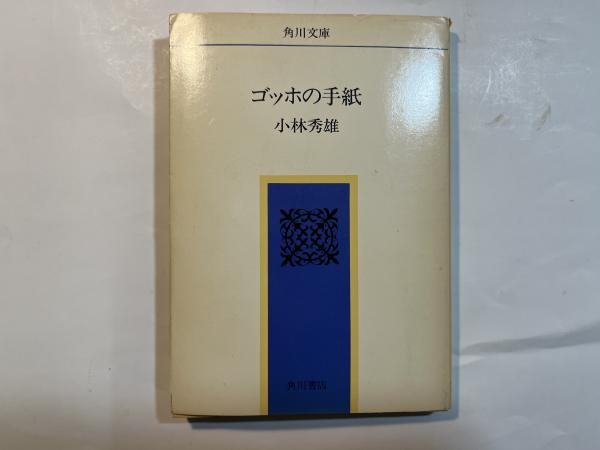 角川文庫
ゴッホの手紙
小林秀雄
角川書店